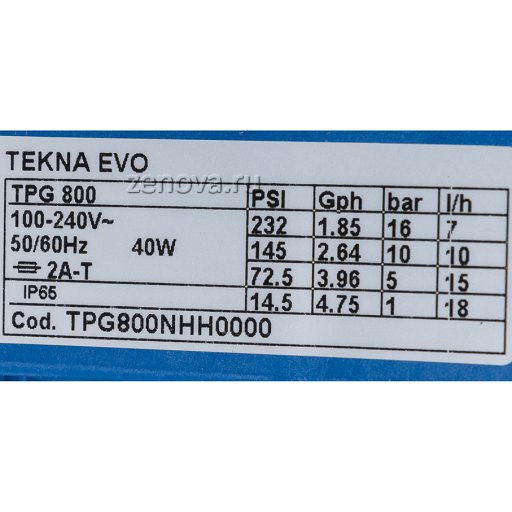 TEKNA EVO
zenova.ru
TPG 800 PSI Gph bar l/h
100-240V~ 232 1.85 16 7
50/60Hz 40W 145 2.64 10 10
2A-T 72.5 3.96 5 15
IP65 14.5 4.75 1 18
Cod. TPG800NHH0000